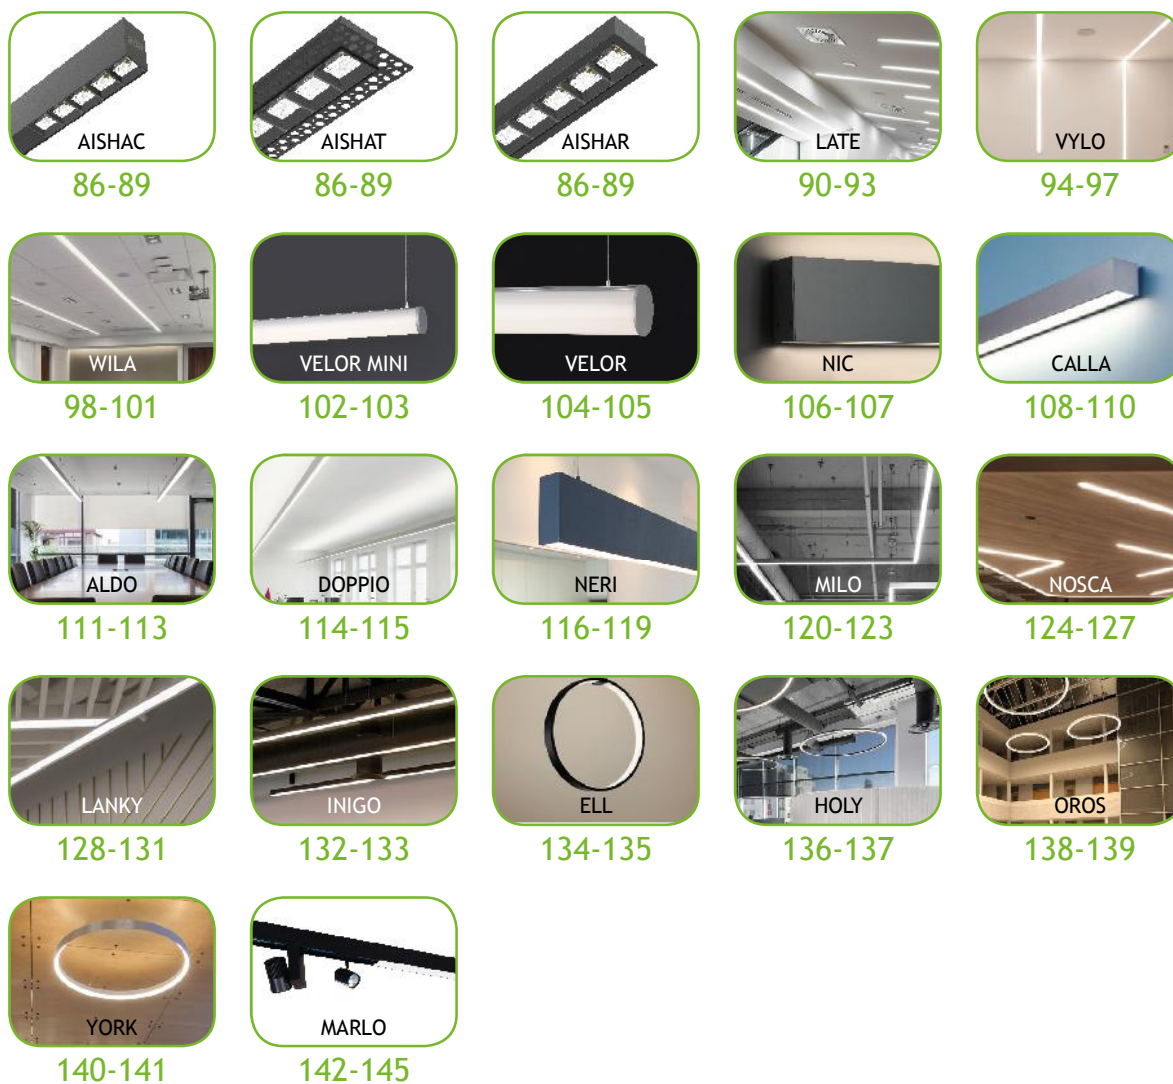 AISHAC
AISHAT
AISHAR
LATE
VYLO
86-89
86-89
86-89
90-93
94-97
WILA
VELOR MINI
VELOR
NIC
CALLA
98-101
102-103
104-105
106-107
108-110
ALDO
DOPPIO
NERI
MILO
NOSCA
111-113
114-115
116-119
120-123
124-127
LANKY
INIGO
ELL
HOLY
OROS
128-131
132-133
134-135
136-137
138-139
YORK
MARLO
140-141
142-145